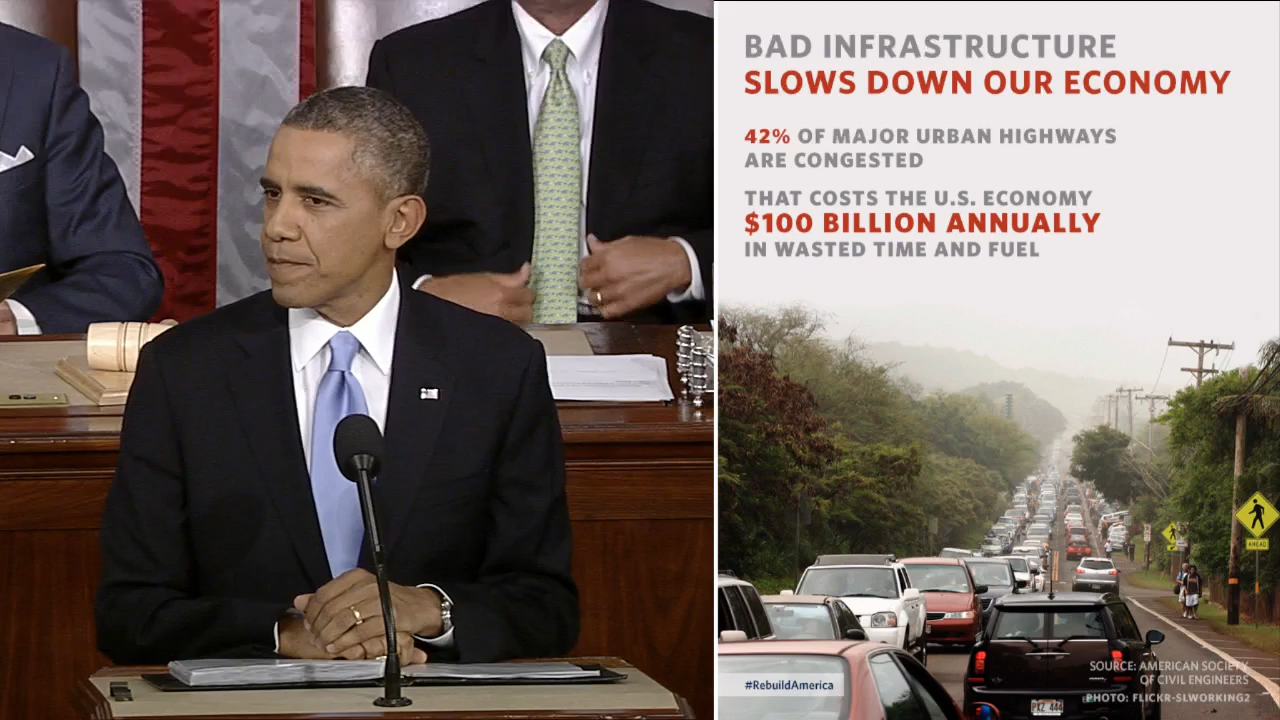 BAD INFRASTRUCTURE
SLOWS DOWN OUR ECONOMY
42% OF MAJOR URBAN HIGHWAYS
ARE CONGESTED
THAT COSTS THE U.S. ECONOMY
$100 BILLION ANNUALLY
IN WASTED TIME AND FUEL
AHEAD
#RebuildAmerica
SOURCE: AMERICAN SOCIETY
OF CIVIL ENGINEERS
PHOTO: FLICKR-SLWORKING2